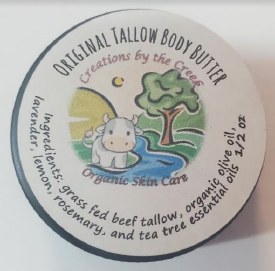 Original Tallow Body Butter
Creations by the Creek
Organic Skin Care
Ingredients: grass fed beef tallow, organic olive oil,
lavender, lemon, rosemary, and tea tree essential oils 1/2 oz